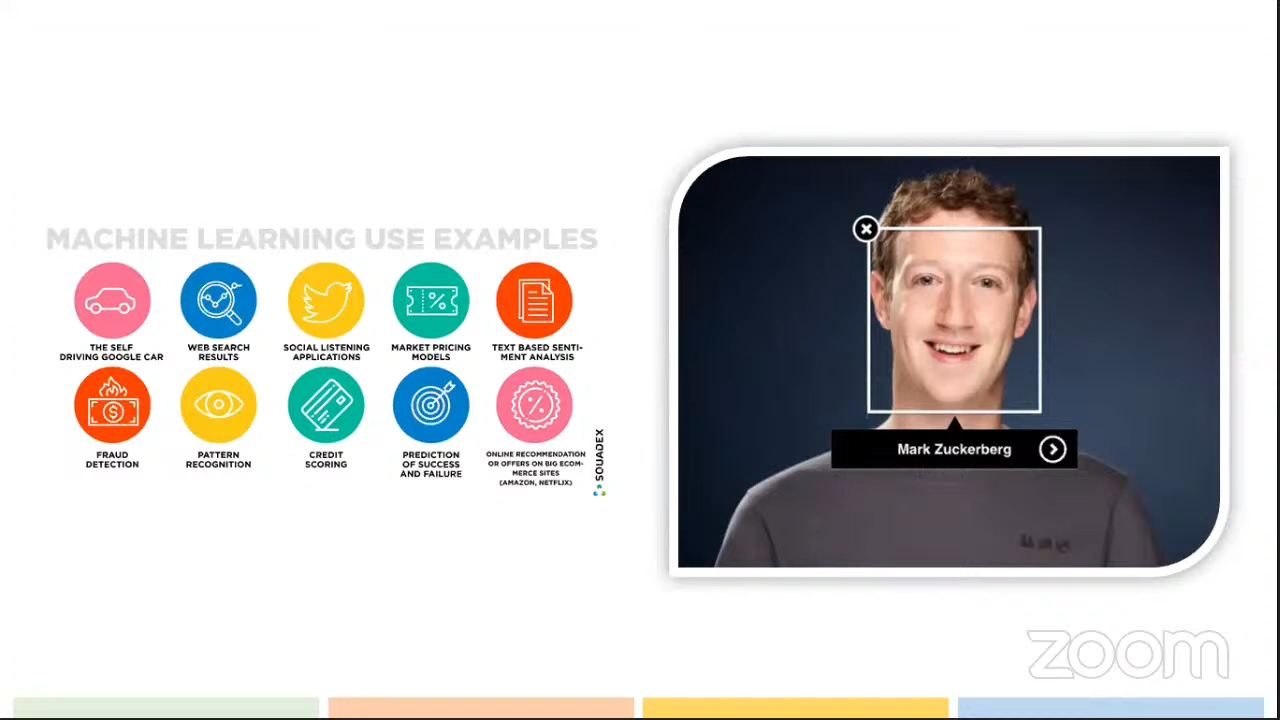 MACHINE LEARNING USE EXAMPLES
THE SELF
DRIVING GOOGLE CAR
WEB SEARCH
RESULTS
SOCIAL LISTENING
APPLICATIONS
MARKET PRICING
MODELS
TEXT BASED SENTI-
MENT ANALYSIS
FRAUD
DETECTION
PATTERN
RECOGNITION
CREDIT
SCORING
PREDICTION
OF SUCCESS
AND FAILURE
ONLINE RECOMMENDATION
OR OFFERS ON BIG ECOM-
MERCE SITES
(AMAZON, NETFLIX)
SQUADEX
Mark Zuckerberg
zoom